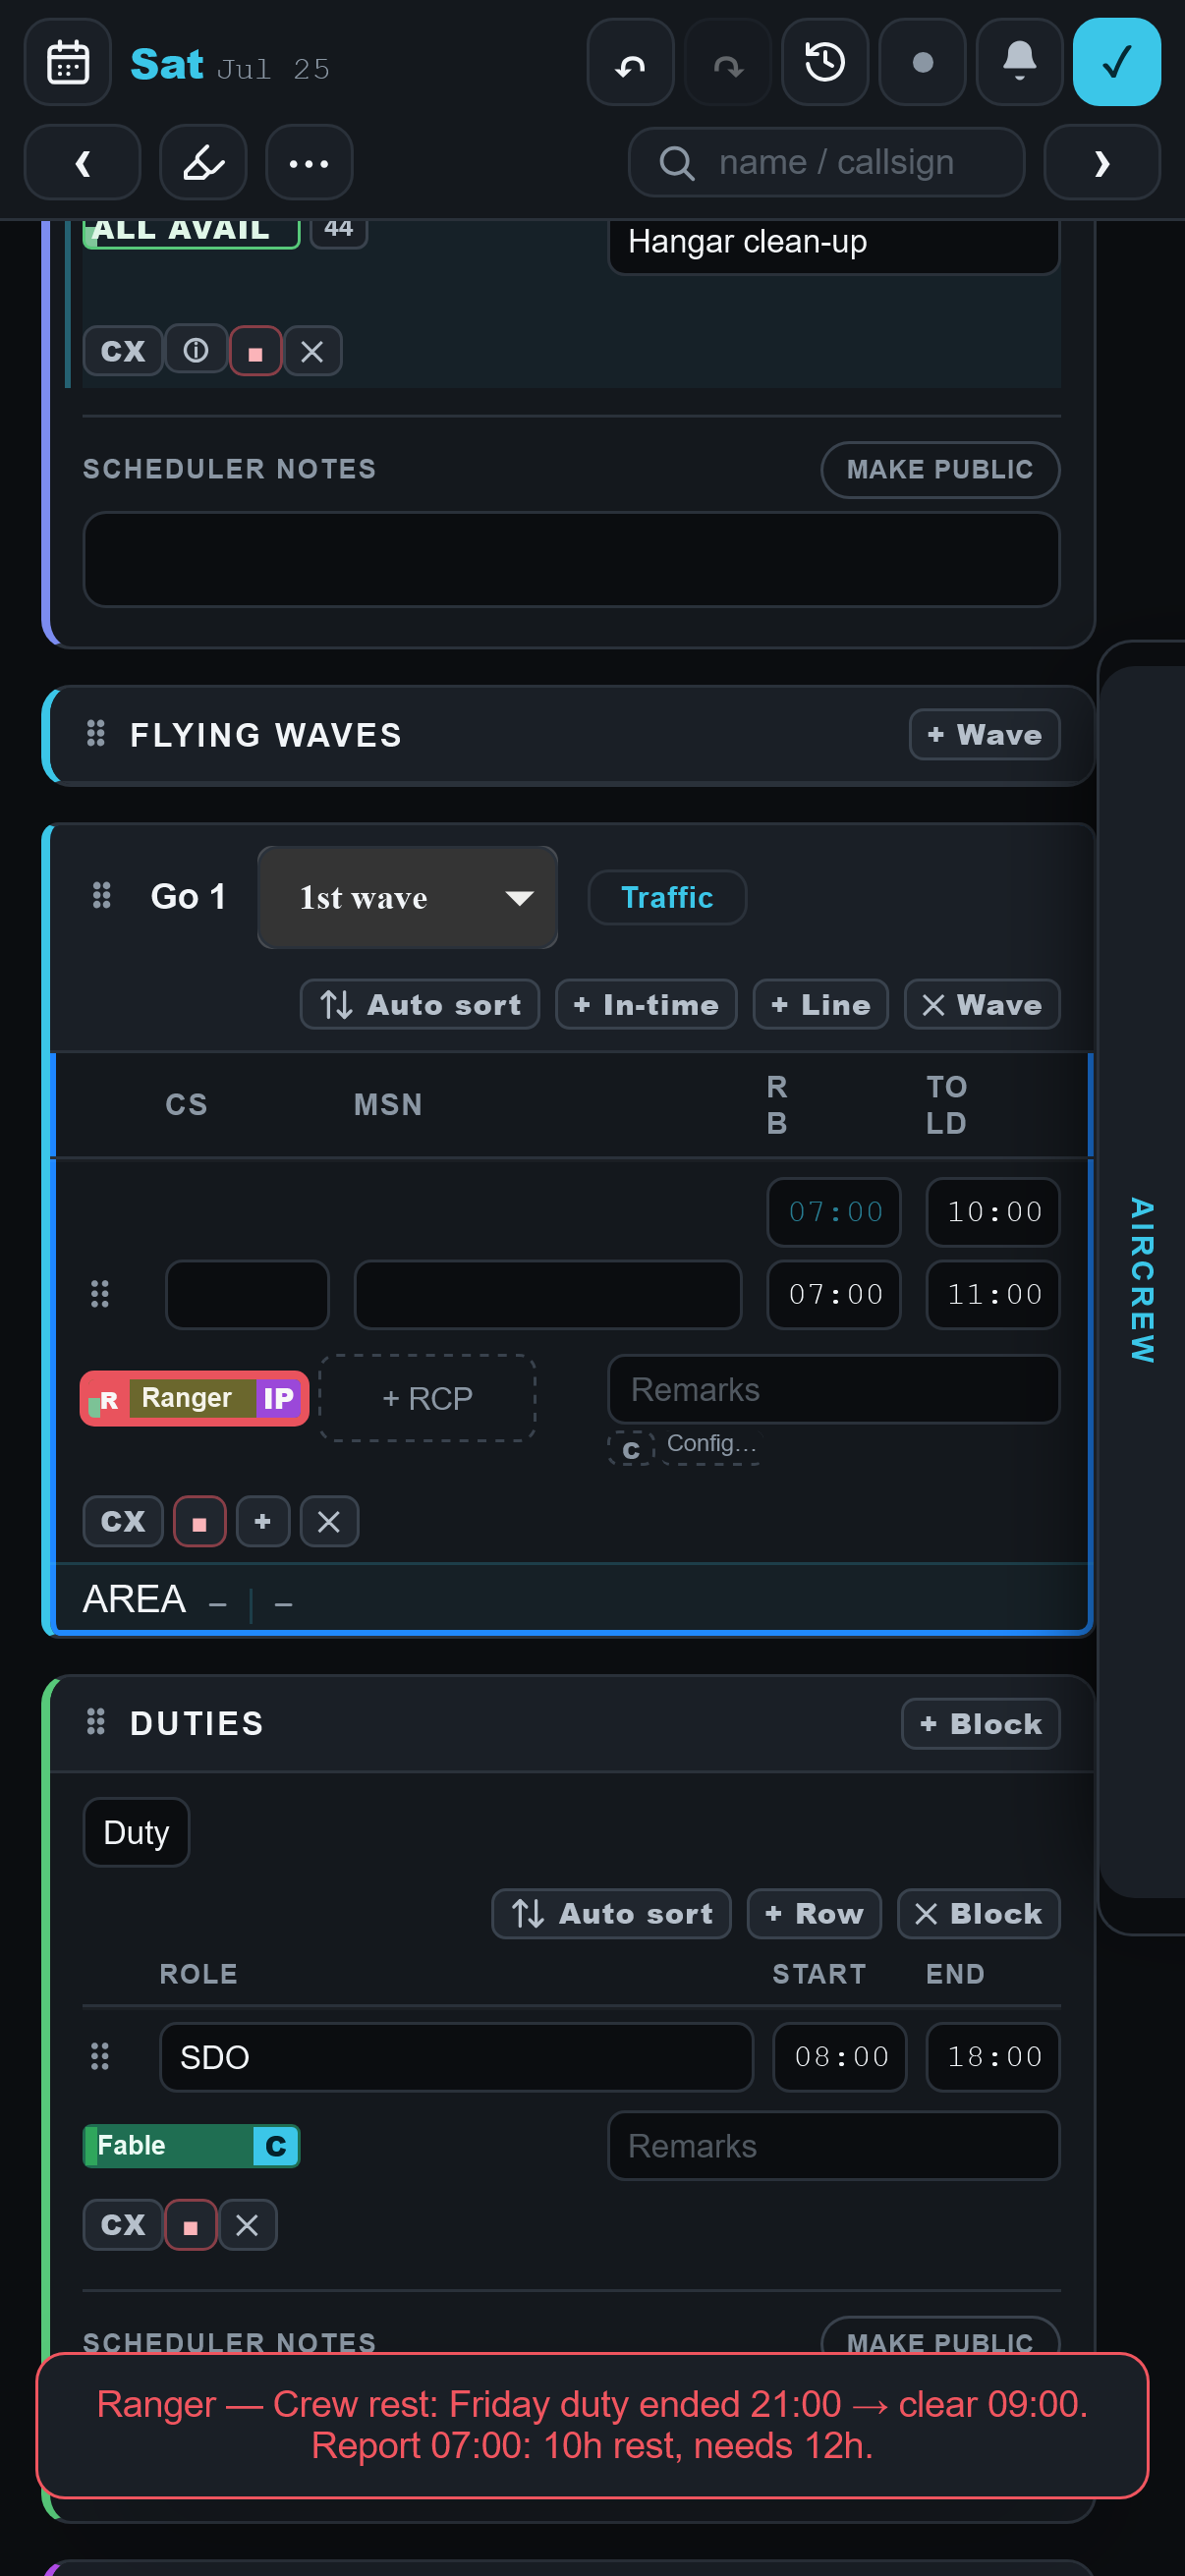 Sat Jul 25
name / callsign
ALL AVAIL 44
Hangar clean-up
CX
SCHEDULER NOTES MAKE PUBLIC
FLYING WAVES + Wave
Go 1 1st wave Traffic
Auto sort + In-time + Line × Wave
CS MSN R TO
B LD
07:00 10:00
07:00 11:00
R Ranger IP + RCP Remarks
C Config...
CX + ×
AREA – | –
DUTIES + Block
Duty
Auto sort + Row × Block
ROLE START END
SDO 08:00 18:00
Fable C Remarks
CX ×
SCHEDULER NOTES MAKE PUBLIC
Ranger — Crew rest: Friday duty ended 21:00 → clear 09:00.
Report 07:00: 10h rest, needs 12h.
AIRCREW